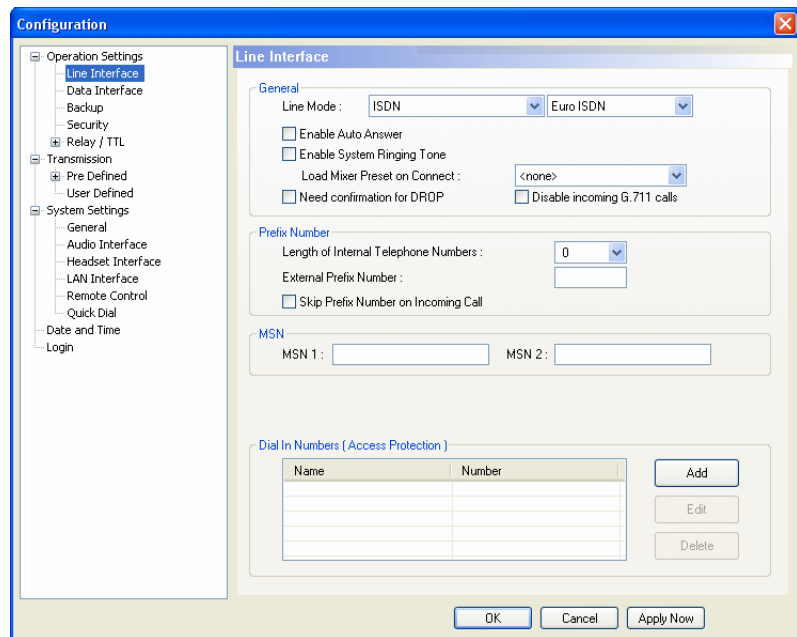 Configuration
Operation Settings
Line Interface
Data Interface
Backup
Security
Relay / TTL
Transmission
Pre Defined
User Defined
System Settings
General
Audio Interface
Headset Interface
LAN Interface
Remote Control
Quick Dial
Date and Time
Login
Line Interface
General
Line Mode : ISDN Euro ISDN
Enable Auto Answer
Enable System Ringing Tone
Load Mixer Preset on Connect : <none>
Need confirmation for DROP Disable incoming G.711 calls
Prefix Number
Length of Internal Telephone Numbers : 0
External Prefix Number :
Skip Prefix Number on Incoming Call
MSN
MSN 1 : MSN 2 :
Dial In Numbers ( Access Protection )
Name Number
Add
Edit
Delete
OK Cancel Apply Now